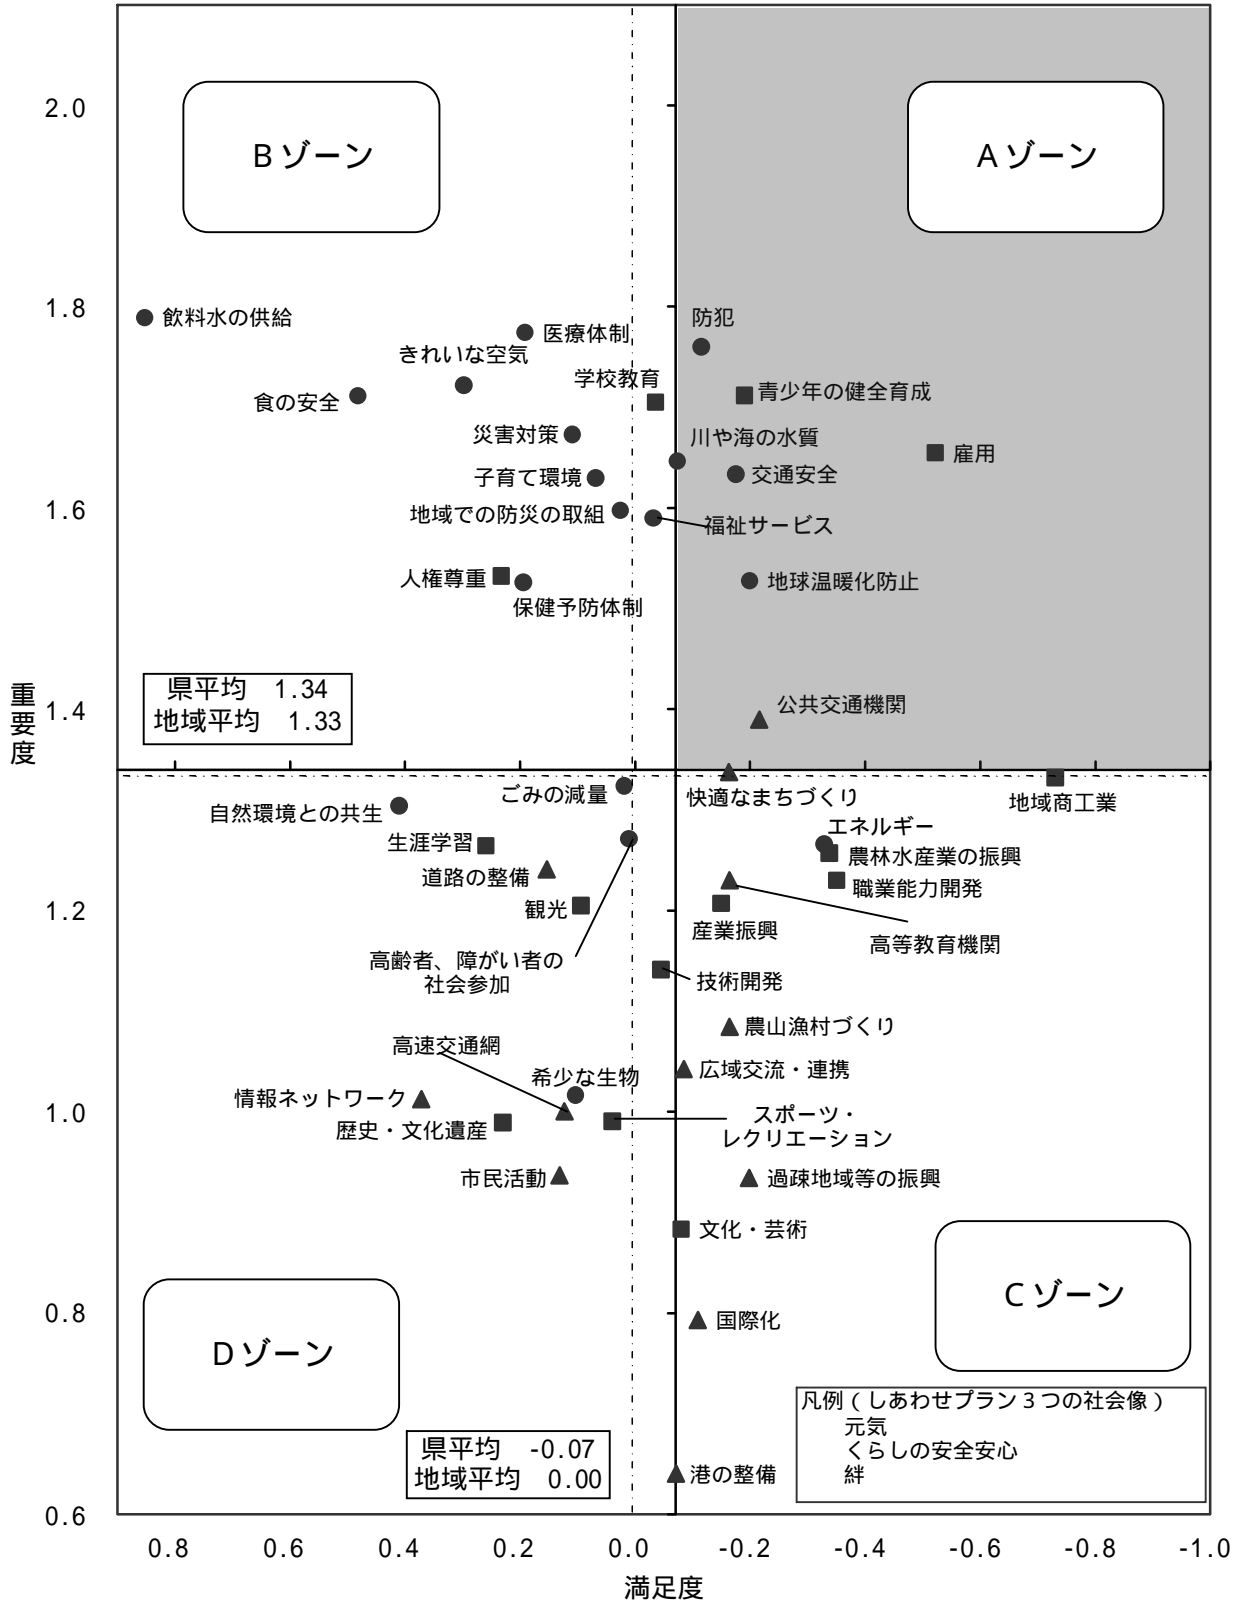 2.0
Bゾーン
Aゾーン
1.8
飲料水の供給
医療体制
防犯
きれいな空気
学校教育
青少年の健全育成
食の安全
災害対策
川や海の水質
雇用
子育て環境
交通安全
1.6
地域での防災の取組
福祉サービス
人権尊重
地球温暖化防止
保健予防体制
重要度
県平均 1.34
地域平均 1.33
1.4
公共交通機関
ごみの減量
快適なまちづくり
地域商工業
自然環境との共生
エネルギー
生涯学習
農林水産業の振興
道路の整備
職業能力開発
1.2
観光
産業振興
高等教育機関
高齢者、障がい者の
社会参加
技術開発
農山漁村づくり
高速交通網
広域交流・連携
希少な生物
情報ネットワーク
1.0
歴史・文化遺産
スポーツ・
レクリエーション
市民活動
過疎地域等の振興
文化・芸術
0.8
国際化
Cゾーン
Dゾーン
凡例(しあわせプラン3つの社会像)
元気
くらしの安全安心
絆
県平均 -0.07
地域平均 0.00
港の整備
0.6
0.8 0.6 0.4 0.2 0.0 -0.2 -0.4 -0.6 -0.8 -1.0
満足度